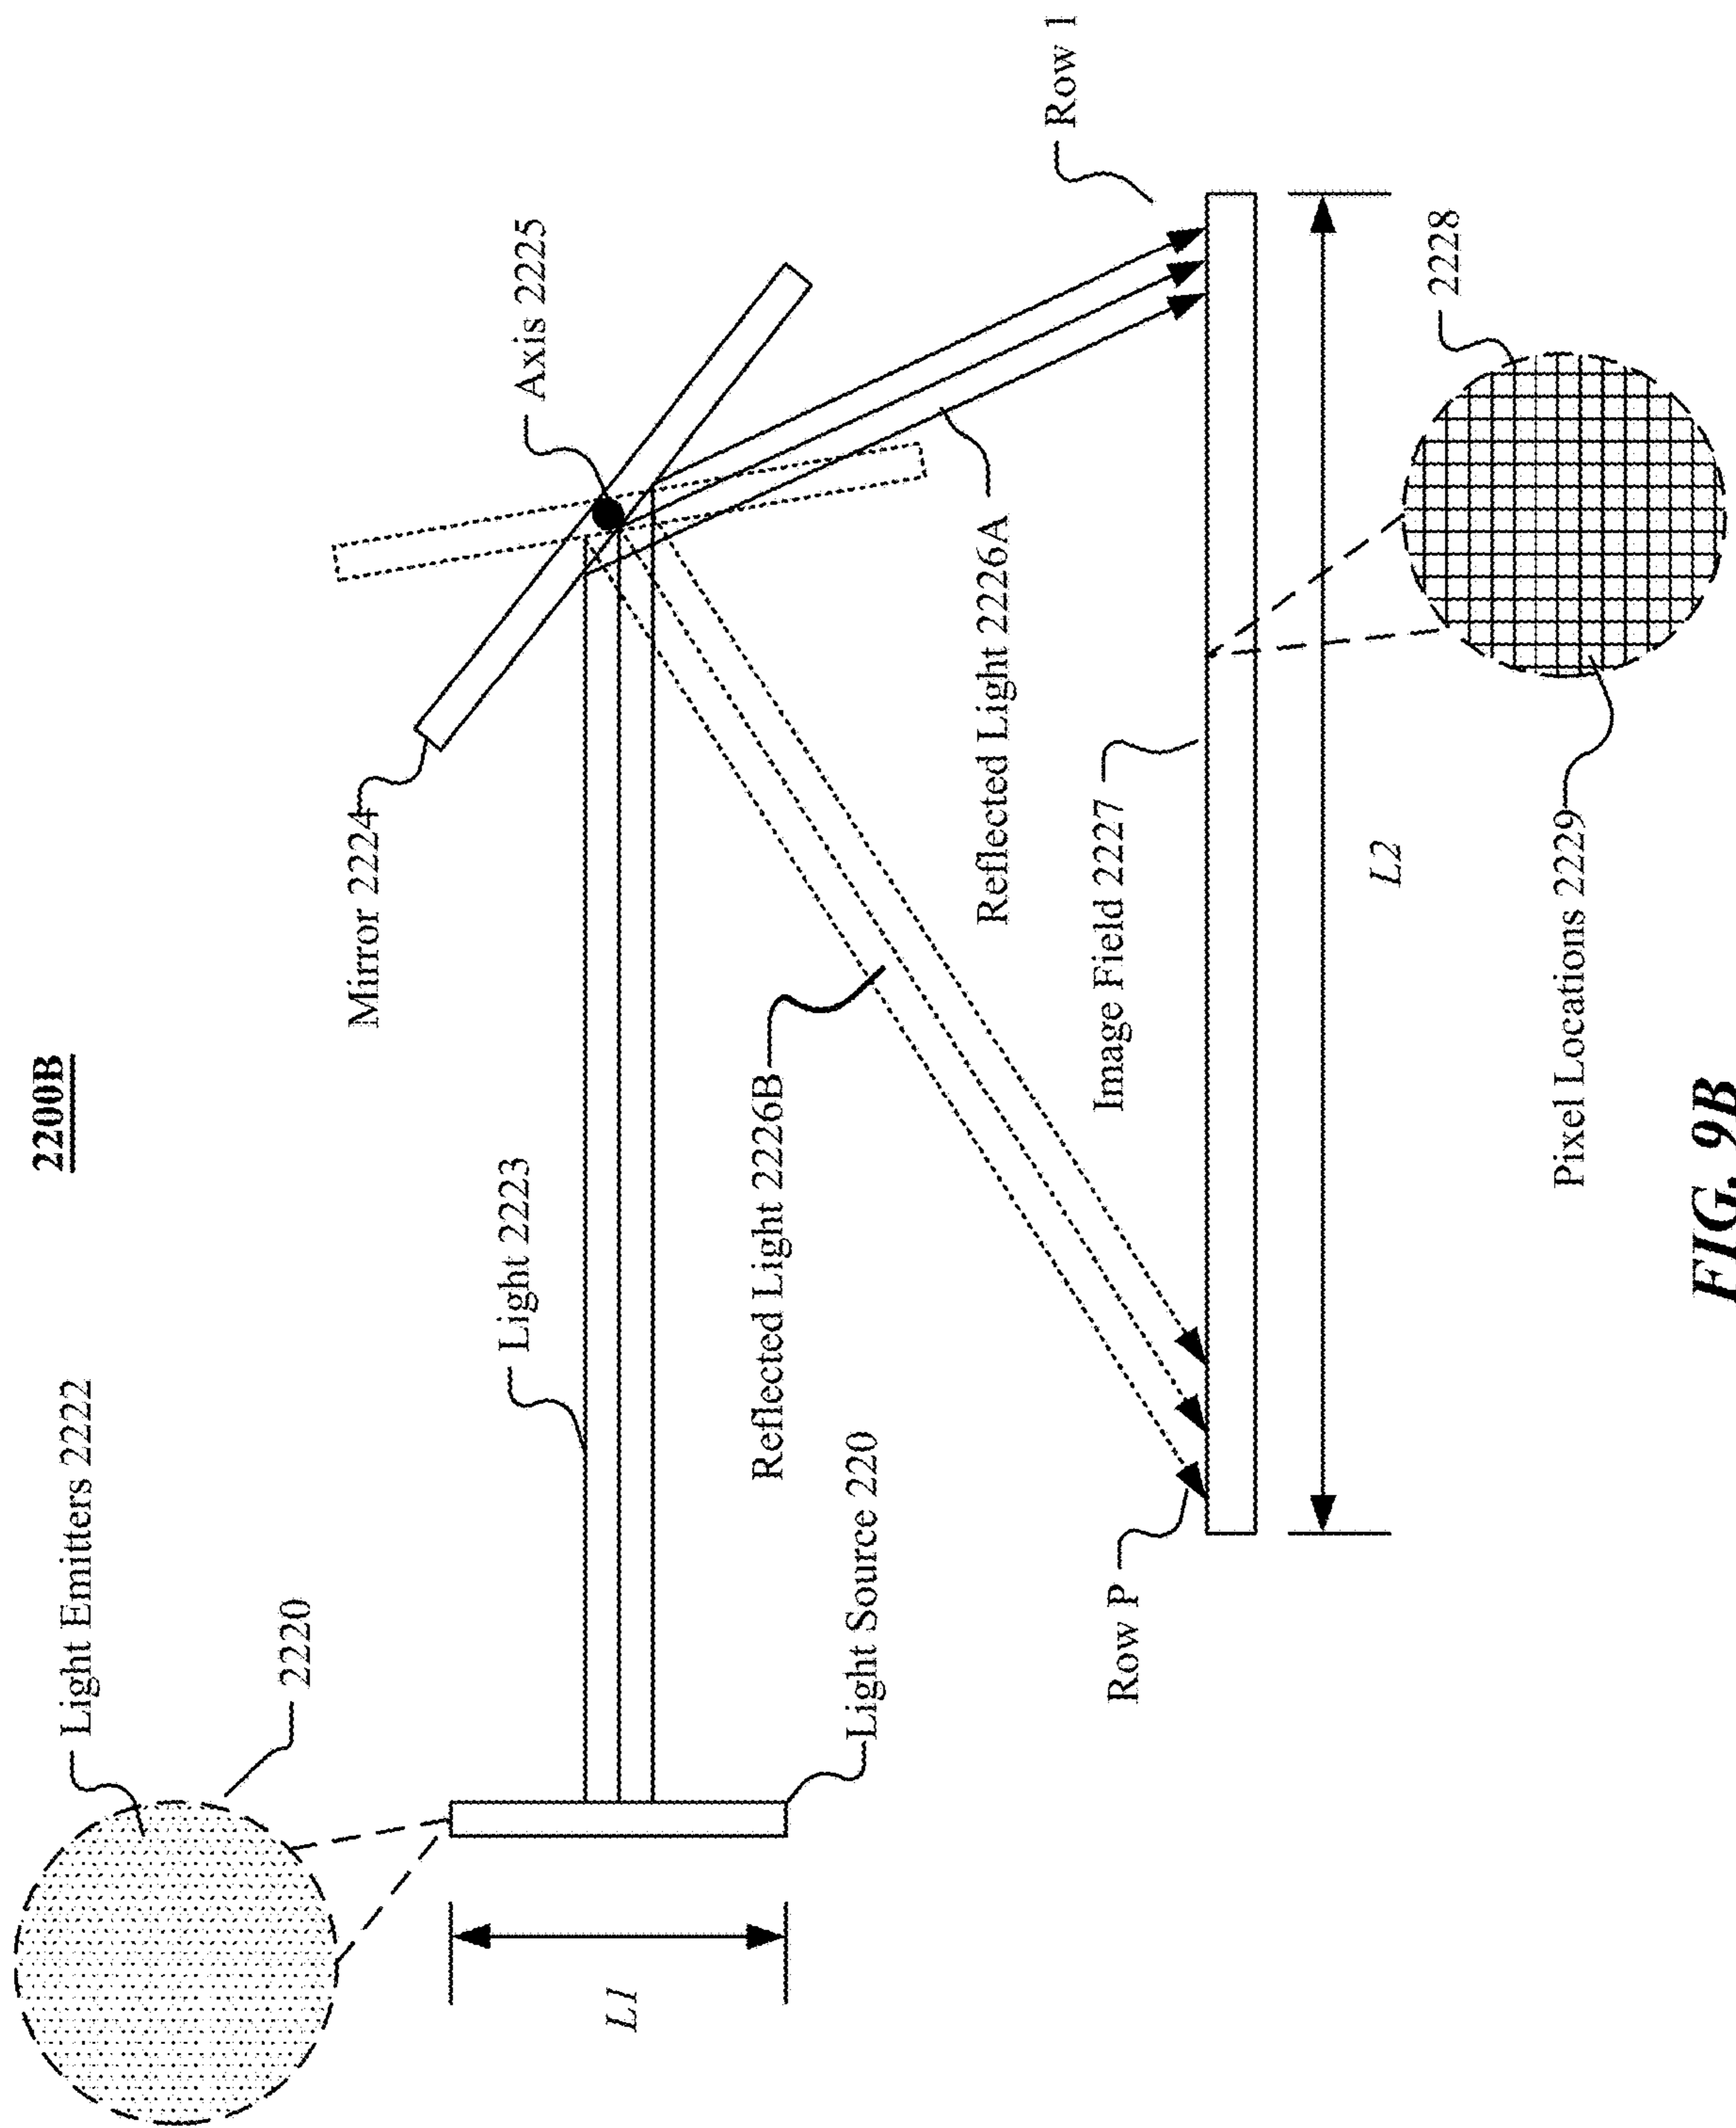 2200B
Light Emitters 2222
2220
Mirror 2224
Axis 2225
Light 2223
L1
Reflected Light 2226B
Light Source 220
Reflected Light 2226A
Row 1
Image Field 2227
Row P
L2
2228
Pixel Locations 2229
FIG. 9B